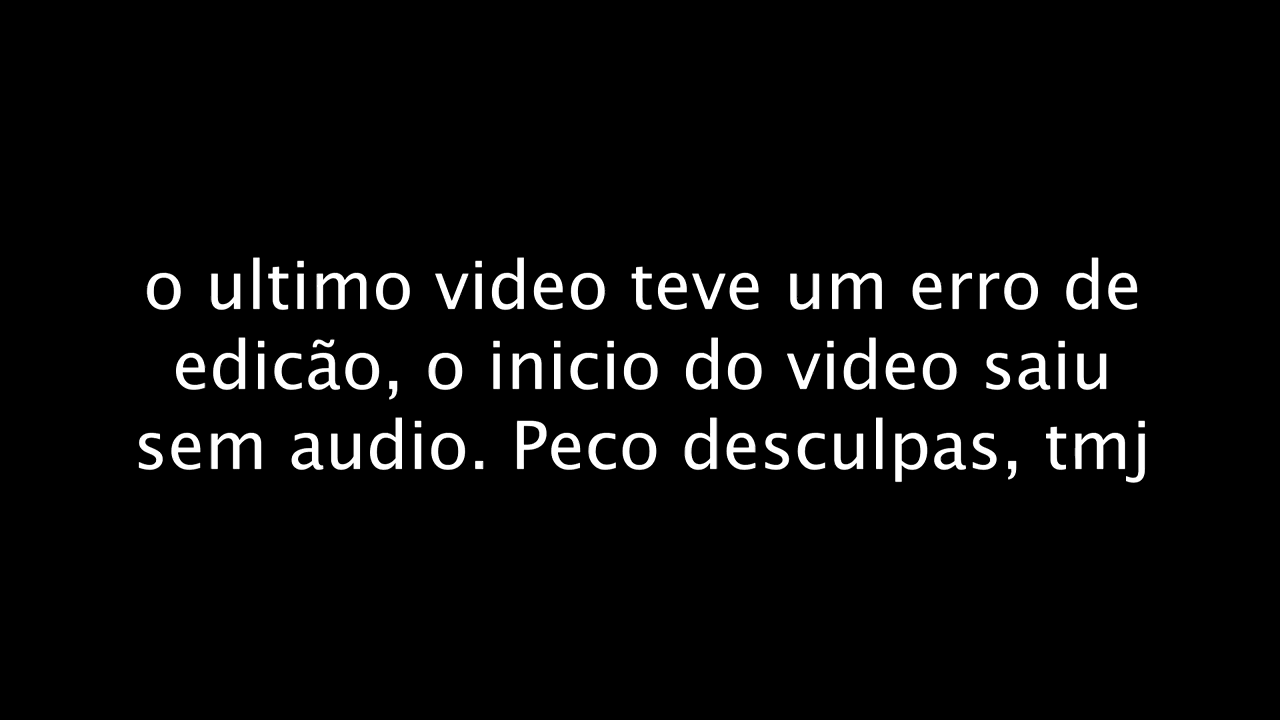 o ultimo video teve um erro de
edicão, o inicio do video saiu
sem audio. Peco desculpas, tmj